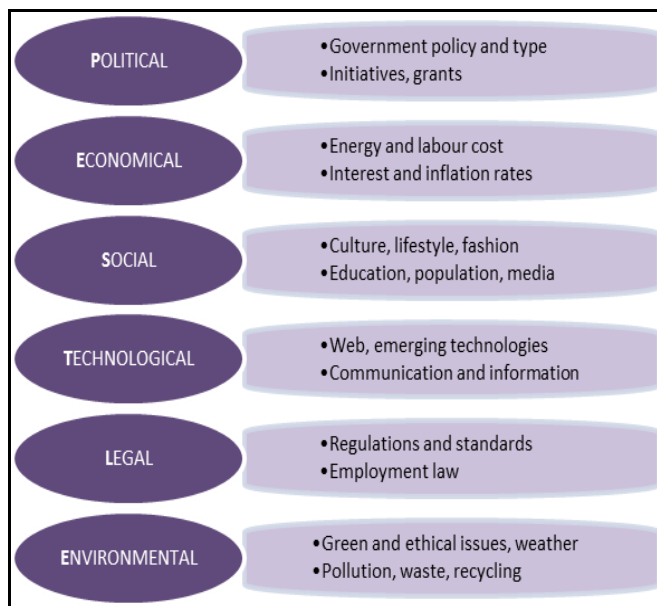 POLITICAL
•Government policy and type
•Initiatives, grants
ECONOMICAL
•Energy and labour cost
•Interest and inflation rates
SOCIAL
•Culture, lifestyle, fashion
•Education, population, media
TECHNOLOGICAL
•Web, emerging technologies
•Communication and information
LEGAL
•Regulations and standards
•Employment law
ENVIRONMENTAL
•Green and ethical issues, weather
•Pollution, waste, recycling